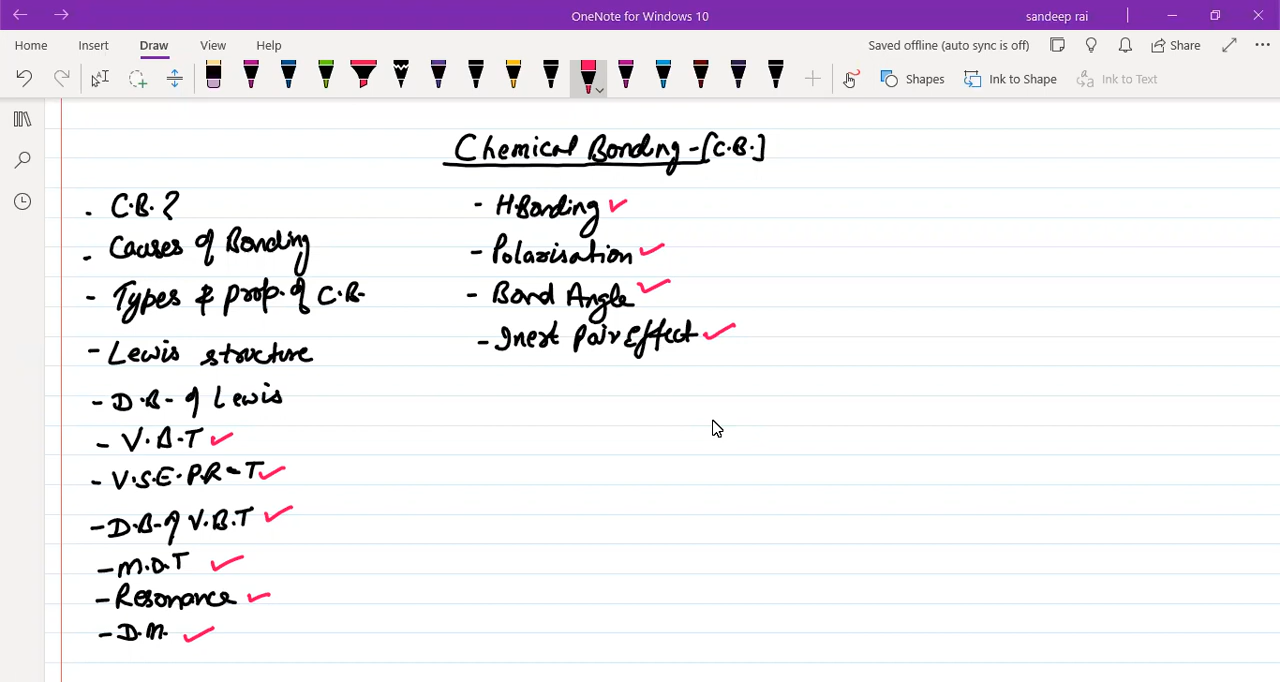 OneNote for Windows 10
sandeep rai
Home Insert Draw View Help
Saved offline (auto sync is off) Share
Shapes Ink to Shape Ink to Text
Chemical Bonding-[C.B.]
. C.B.?
. Causes of Bonding
- Types & prop. of C.B.
- Lewis structure
- D.B. of Lewis
- V.B.T ✓
- V.S.E.P.R-T ✓
- D.B. of V.B.T ✓
- M.O.T ✓
- Resonance ✓
- D.M. ✓
- H.Bonding ✓
- Polarisation ✓
- Bond Angle ✓
- Inert Pair Effect ✓